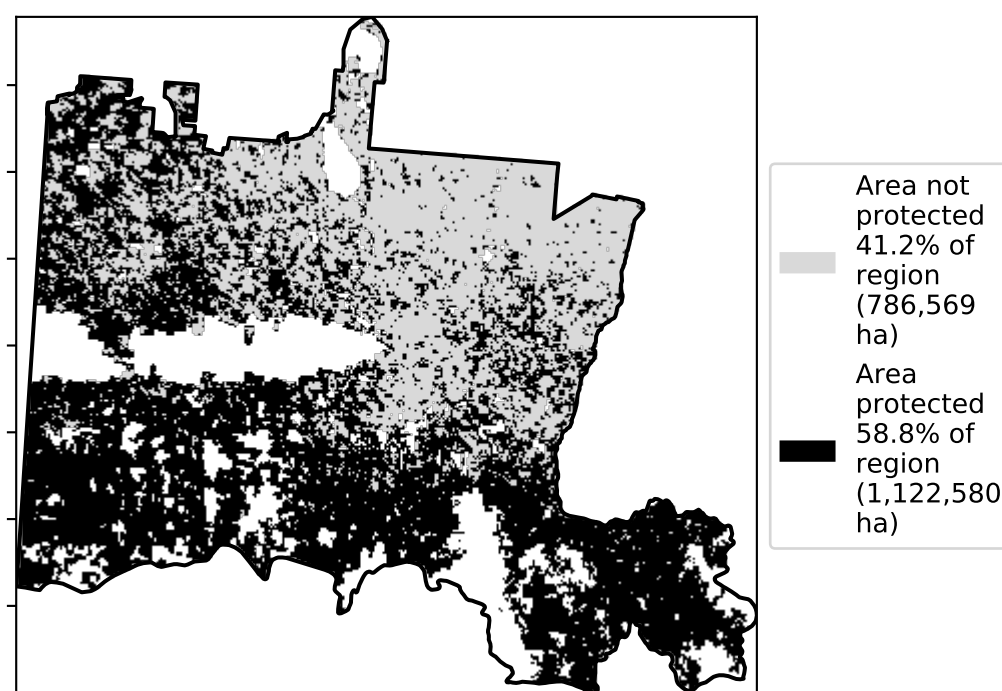 Area not
protected
41.2% of
region
(786,569
ha)
Area
protected
58.8% of
region
(1,122,580
ha)